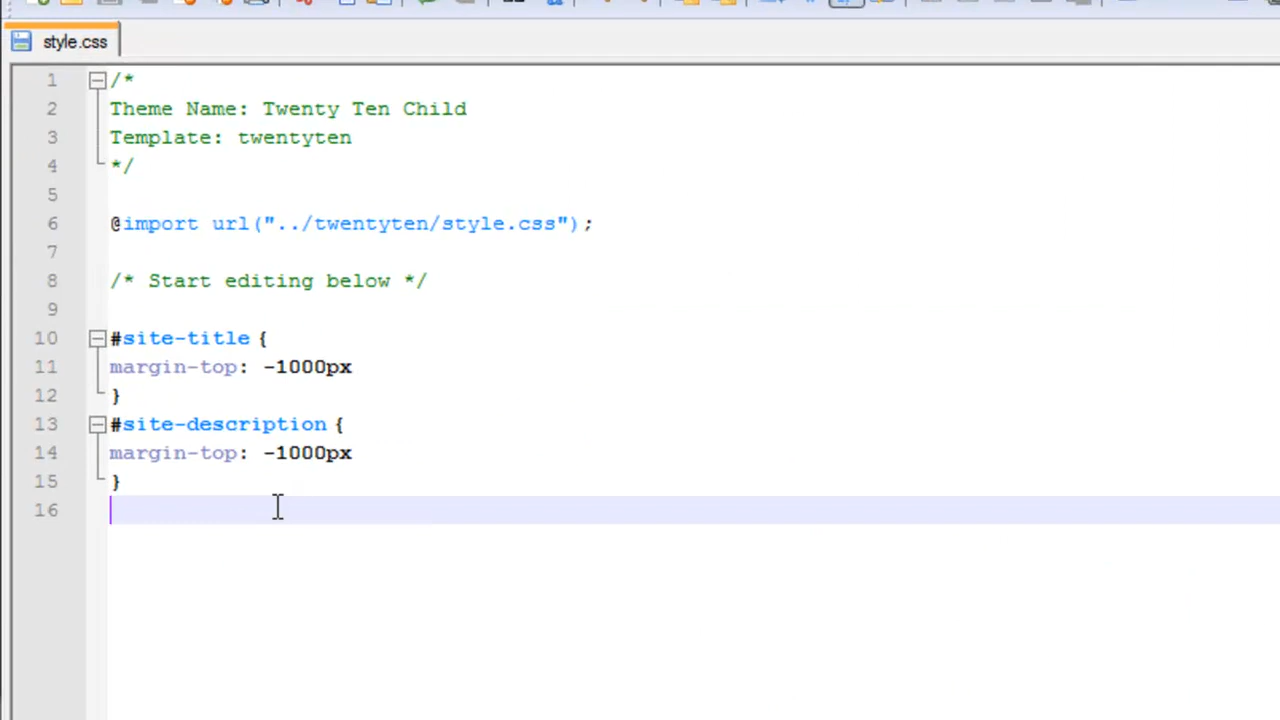 style.css
1 /*
2 Theme Name: Twenty Ten Child
3 Template: twentyten
4 */
5
6 @import url("../twentyten/style.css");
7
8 /* Start editing below */
9
10 #site-title {
11 margin-top: -1000px
12 }
13 #site-description {
14 margin-top: -1000px
15 }
16